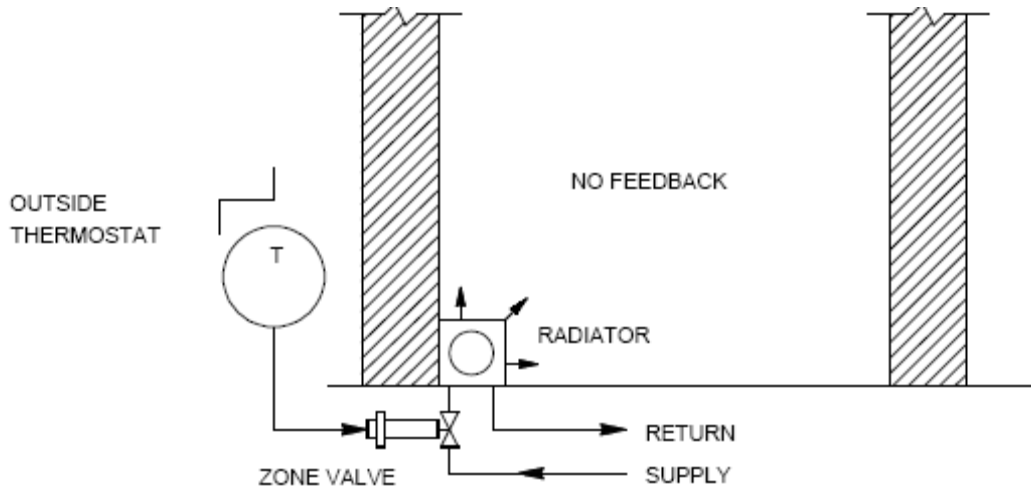 NO FEEDBACK
OUTSIDE
THERMOSTAT
T
RADIATOR
RETURN
ZONE VALVE
SUPPLY